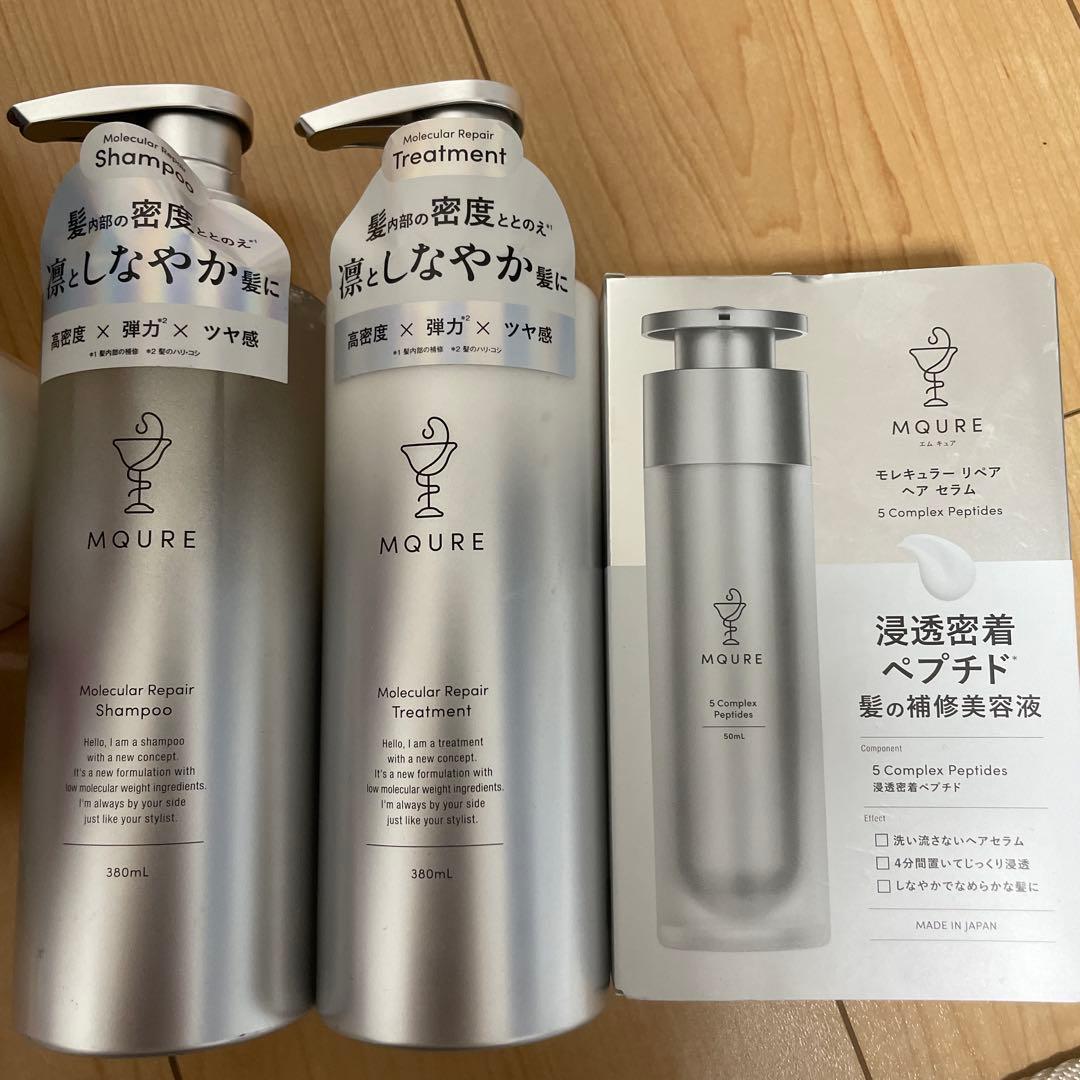 Molecular Repair
Shampoo
髪内部の密度ととのえ*1
凛としなやか髪に
高密度 × 弾力*2 × ツヤ感
*1 髪内部の補修 *2 髪のハリ・コシ
MQURE
Molecular Repair
Shampoo
Hello, I am a shampoo
with a new concept.
It's a new formulation with
low molecular weight ingredients.
I'm always by your side
just like your stylist.
380mL
Molecular Repair
Treatment
髪内部の密度ととのえ*1
凛としなやか髪に
高密度 × 弾力*2 × ツヤ感
*1 髪内部の補修 *2 髪のハリ・コシ
MQURE
Molecular Repair
Treatment
Hello, I am a treatment
with a new concept.
It's a new formulation with
low molecular weight ingredients.
I'm always by your side
just like your stylist.
380mL
MQURE
5 Complex
Peptides
50mL
MQURE
エム キュア
モレキュラー リペア
ヘア セラム
5 Complex Peptides
浸透密着
ペプチド*
髪の補修美容液
Component
5 Complex Peptides
浸透密着ペプチド
Effect
洗い流さないヘアセラム
4分間置いてじっくり浸透
しなやかでなめらかな髪に
MADE IN JAPAN